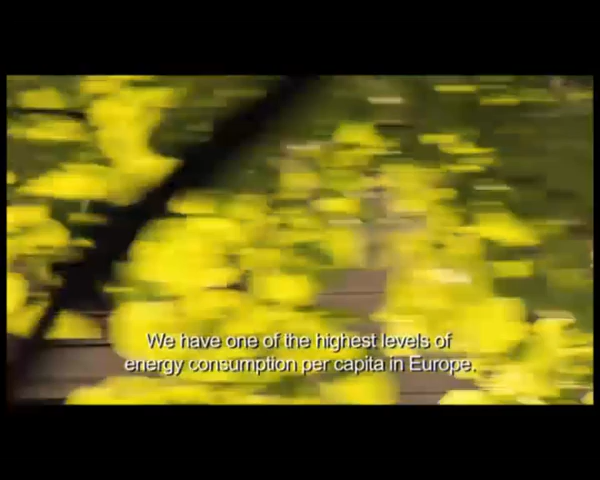 We have one of the highest levels of
energy consumption per capita in Europe.